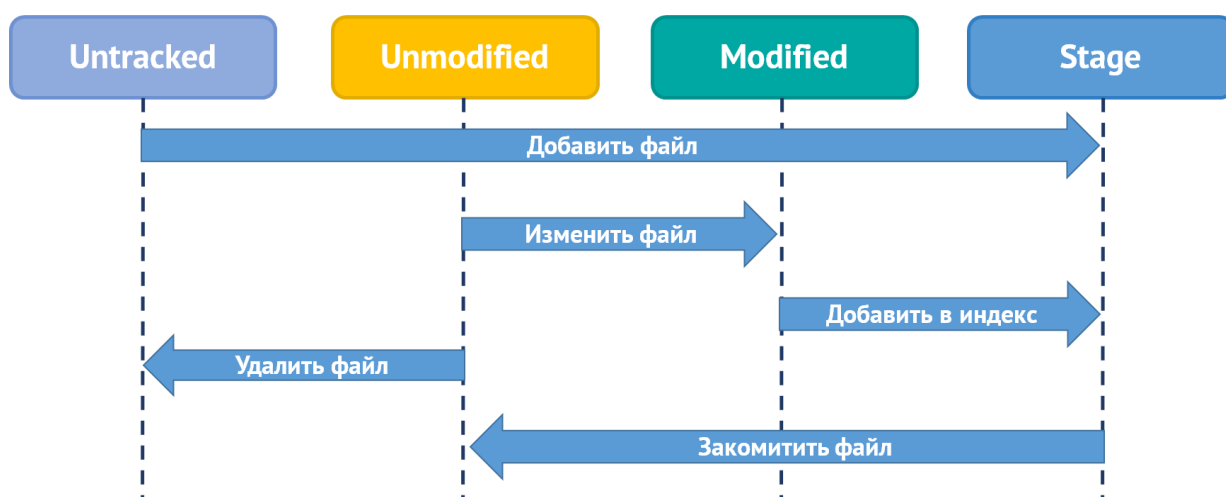 Untracked
Unmodified
Modified
Stage
Добавить файл
Изменить файл
Добавить в индекс
Удалить файл
Закомитить файл